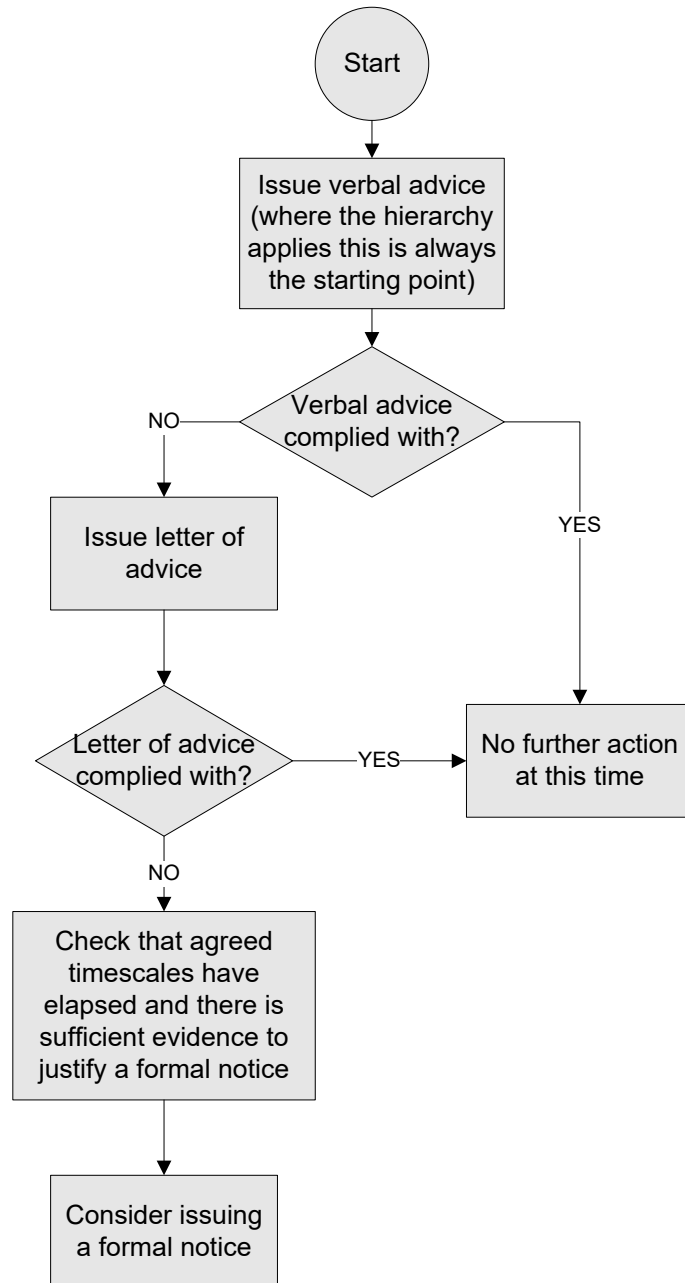 Start
Issue verbal advice
(where the hierarchy
applies this is always
the starting point)
Verbal advice
complied with?
NO
YES
Issue letter of
advice
Letter of advice
complied with?
YES
No further action
at this time
NO
Check that agreed
timescales have
elapsed and there is
sufficient evidence to
justify a formal notice
Consider issuing
a formal notice